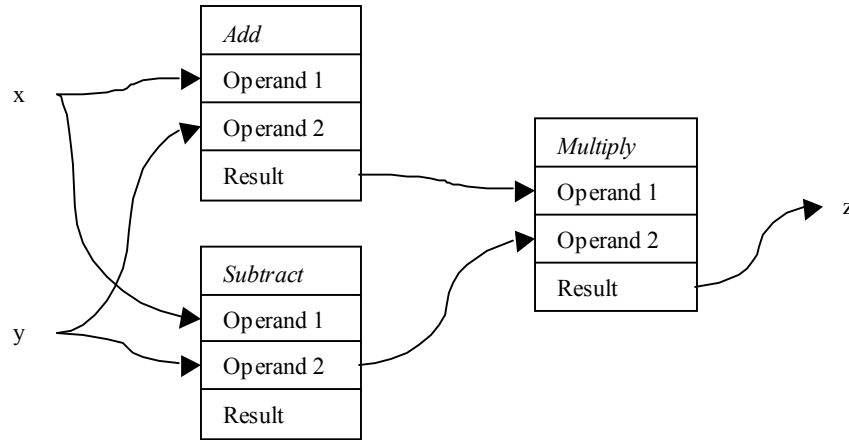 Add
x
Operand 1
Operand 2
Result
Multiply
Operand 1
Operand 2
Result
z
Subtract
y
Operand 1
Operand 2
Result